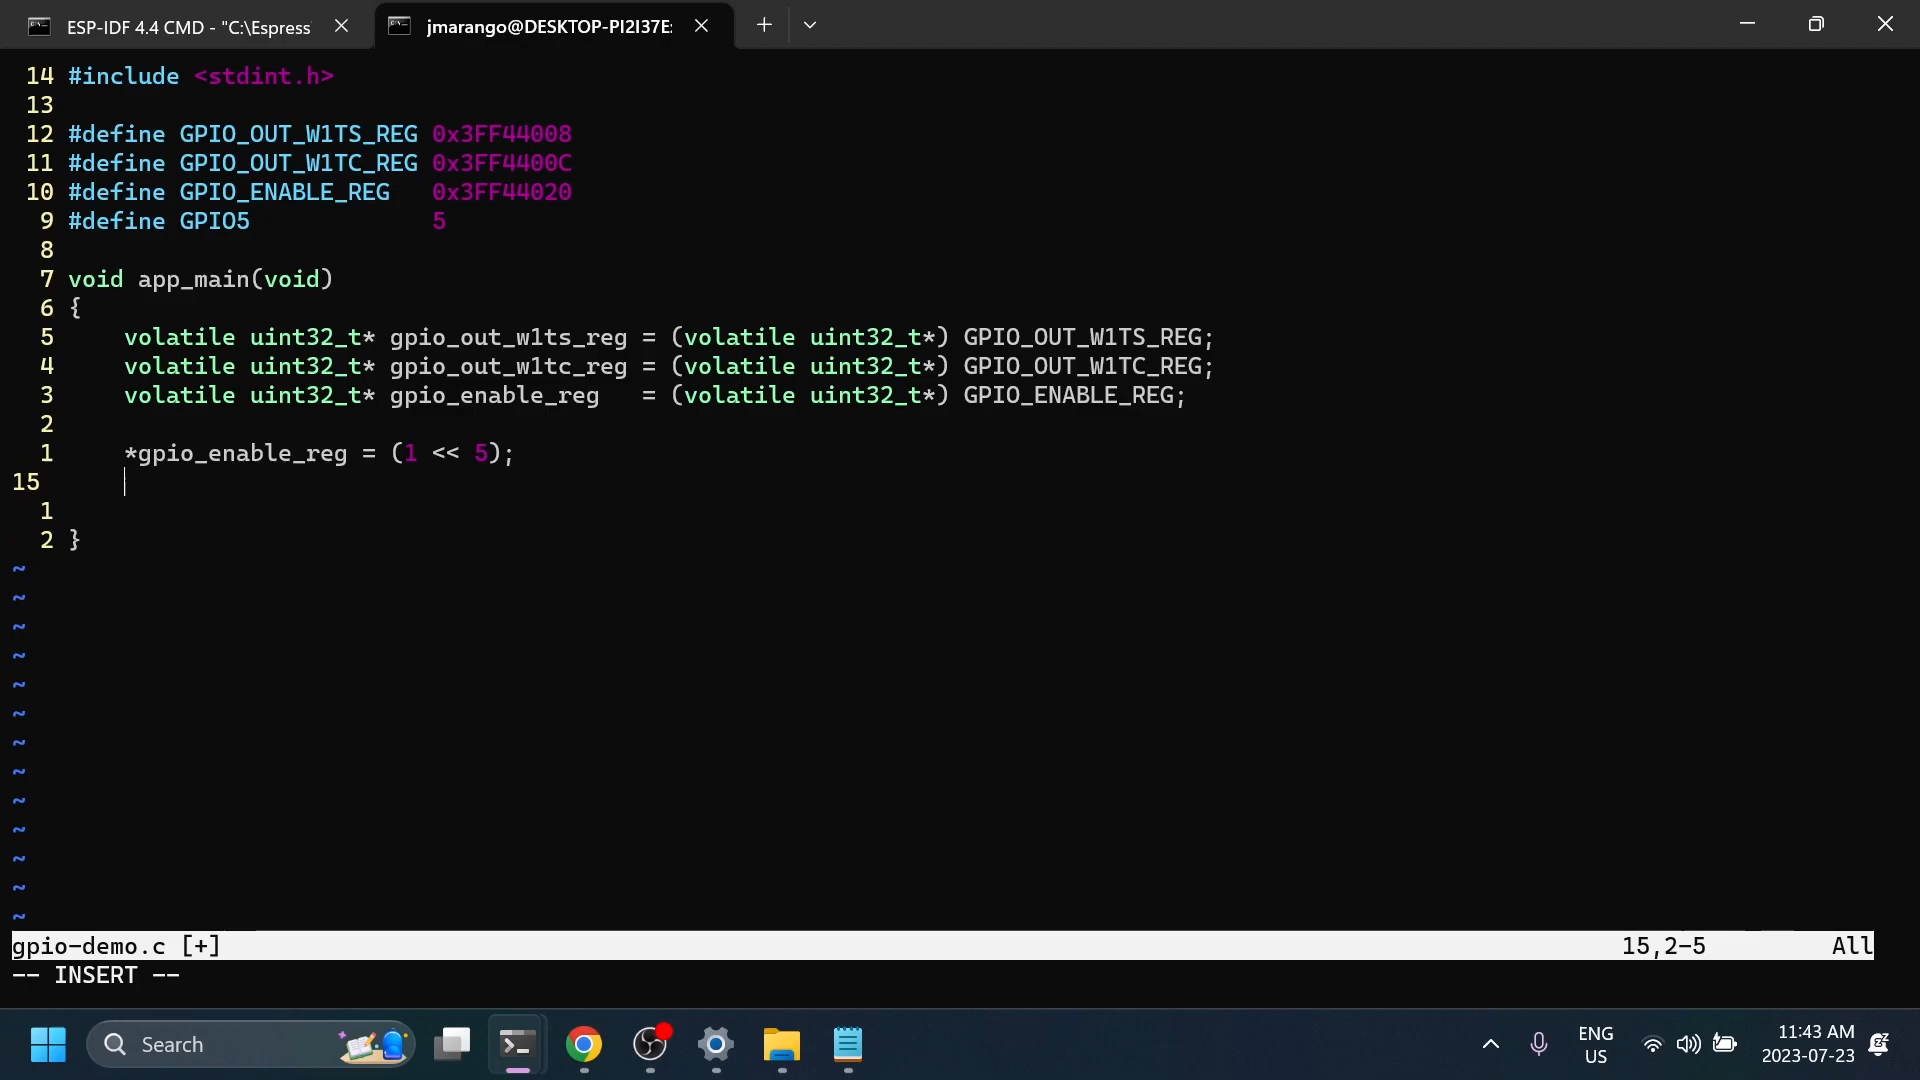 ESP-IDF 4.4 CMD - "C:\Espress
jmarango@DESKTOP-PI2I37E:
14 #include <stdint.h>
13
12 #define GPIO_OUT_W1TS_REG 0x3FF44008
11 #define GPIO_OUT_W1TC_REG 0x3FF4400C
10 #define GPIO_ENABLE_REG   0x3FF44020
9 #define GPIO5             5
8
7 void app_main(void)
6 {
5     volatile uint32_t* gpio_out_w1ts_reg = (volatile uint32_t*) GPIO_OUT_W1TS_REG;
4     volatile uint32_t* gpio_out_w1tc_reg = (volatile uint32_t*) GPIO_OUT_W1TC_REG;
3     volatile uint32_t* gpio_enable_reg   = (volatile uint32_t*) GPIO_ENABLE_REG;
2
1     *gpio_enable_reg = (1 << 5);
15
1
2 }
~
~
~
~
~
~
~
~
~
~
~
~
~
gpio-demo.c [+] 15,2-5 All
-- INSERT --
Search
ENG
US
11:43 AM
2023-07-23